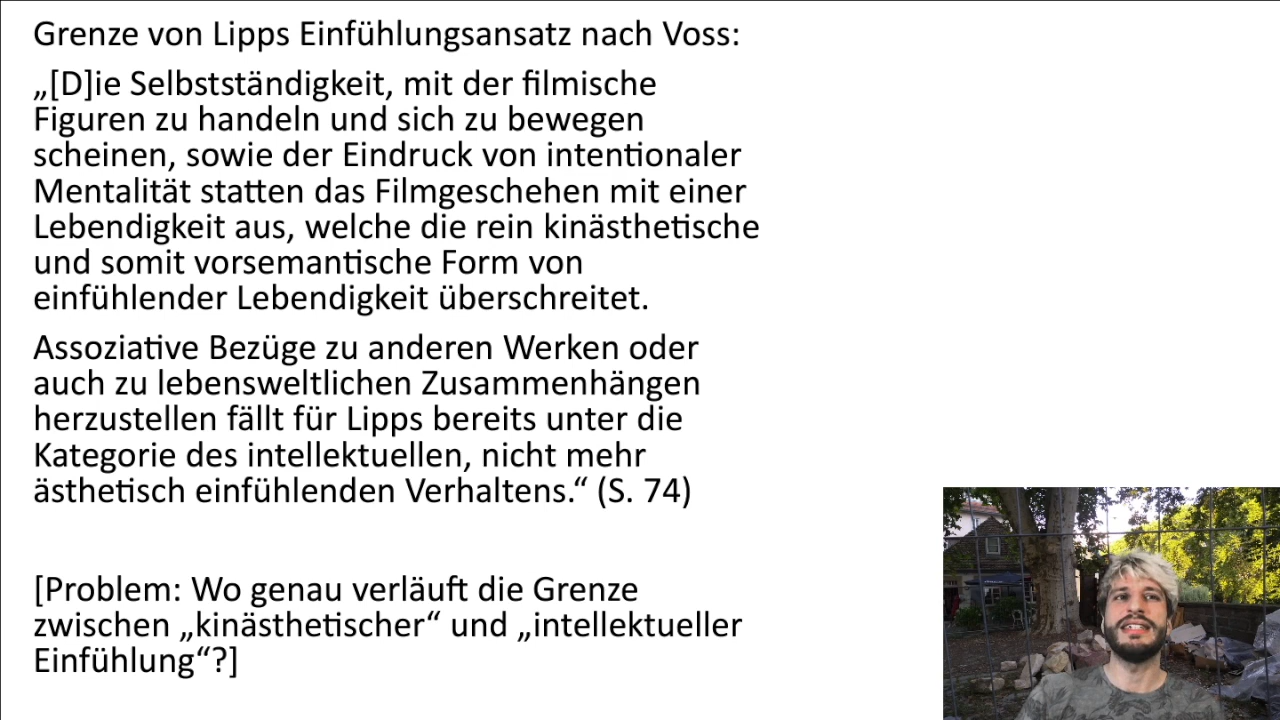 Grenze von Lipps Einfühlungsansatz nach Voss:
„[D]ie Selbstständigkeit, mit der filmische
Figuren zu handeln und sich zu bewegen
scheinen, sowie der Eindruck von intentionaler
Mentalität statten das Filmgeschehen mit einer
Lebendigkeit aus, welche die rein kinästhetische
und somit vorsemantische Form von
einfühlender Lebendigkeit überschreitet.
Assoziative Bezüge zu anderen Werken oder
auch zu lebensweltlichen Zusammenhängen
herzustellen fällt für Lipps bereits unter die
Kategorie des intellektuellen, nicht mehr
ästhetisch einfühlenden Verhaltens.“ (S. 74)
[Problem: Wo genau verläuft die Grenze
zwischen „kinästhetischer“ und „intellektueller
Einfühlung“?]